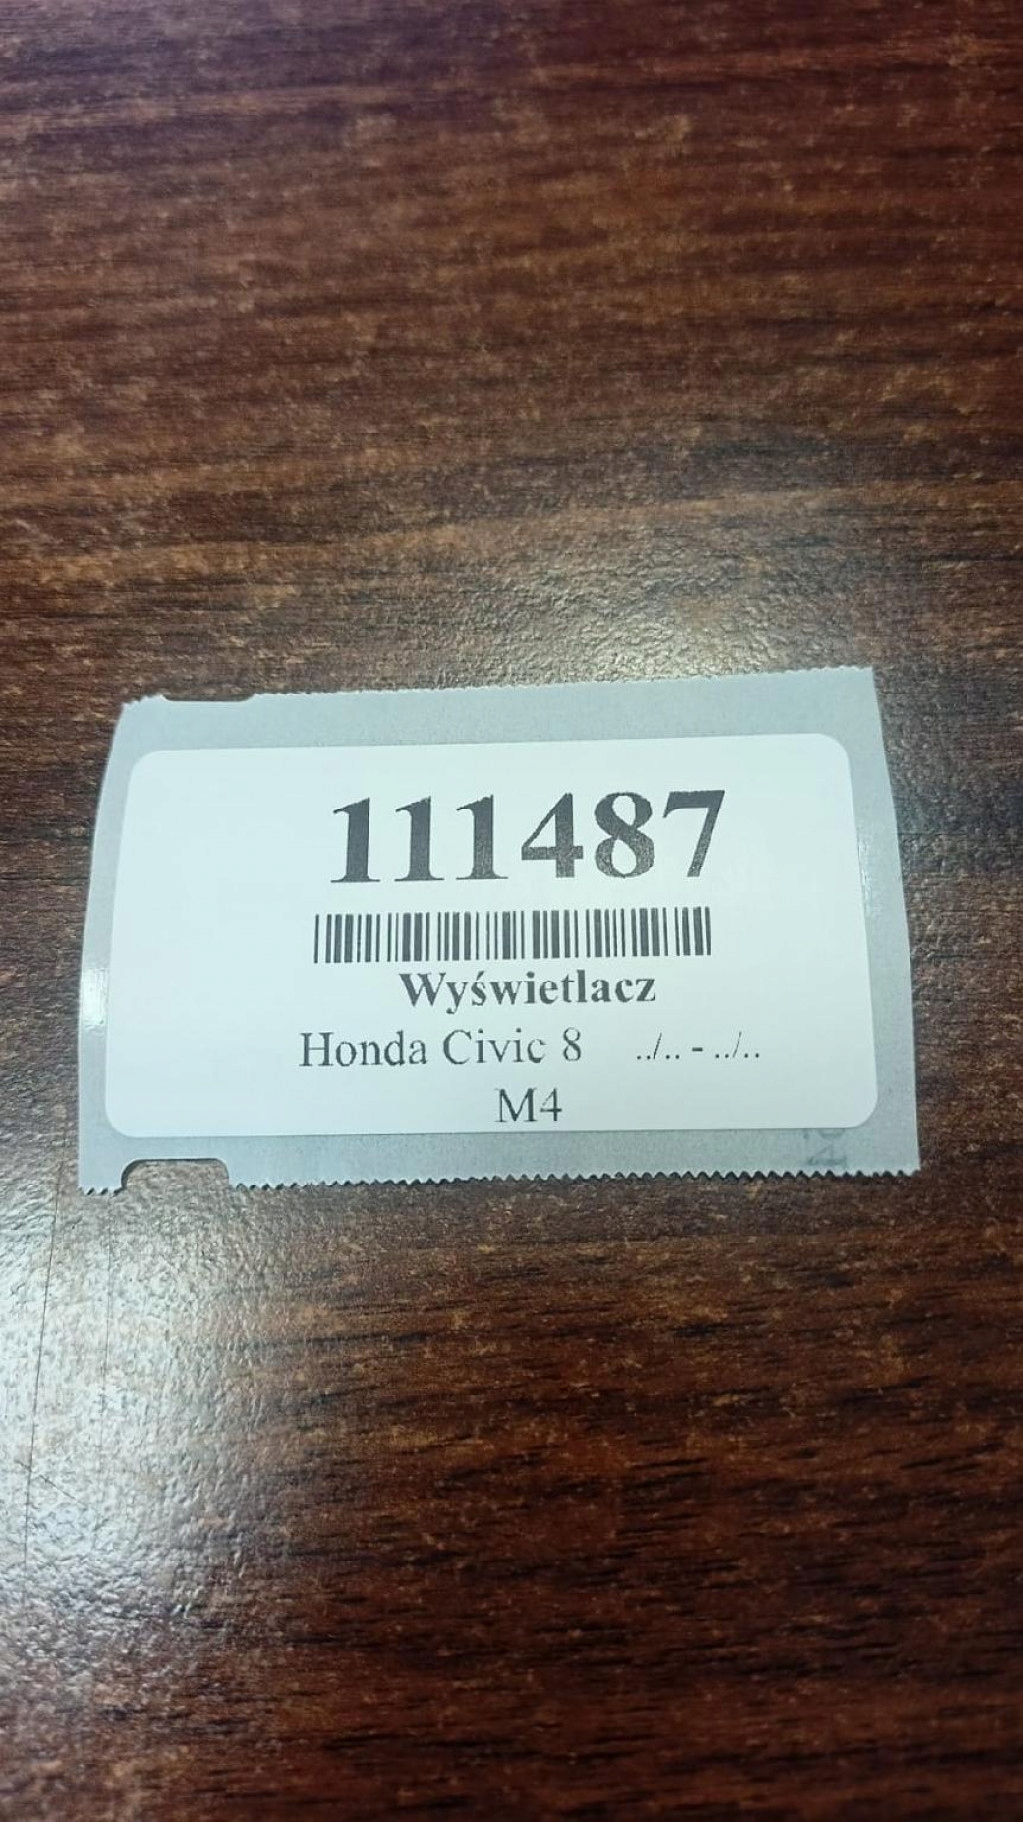 111487
Wyświetlacz
Honda Civic 8 ../.. - ../..
M4